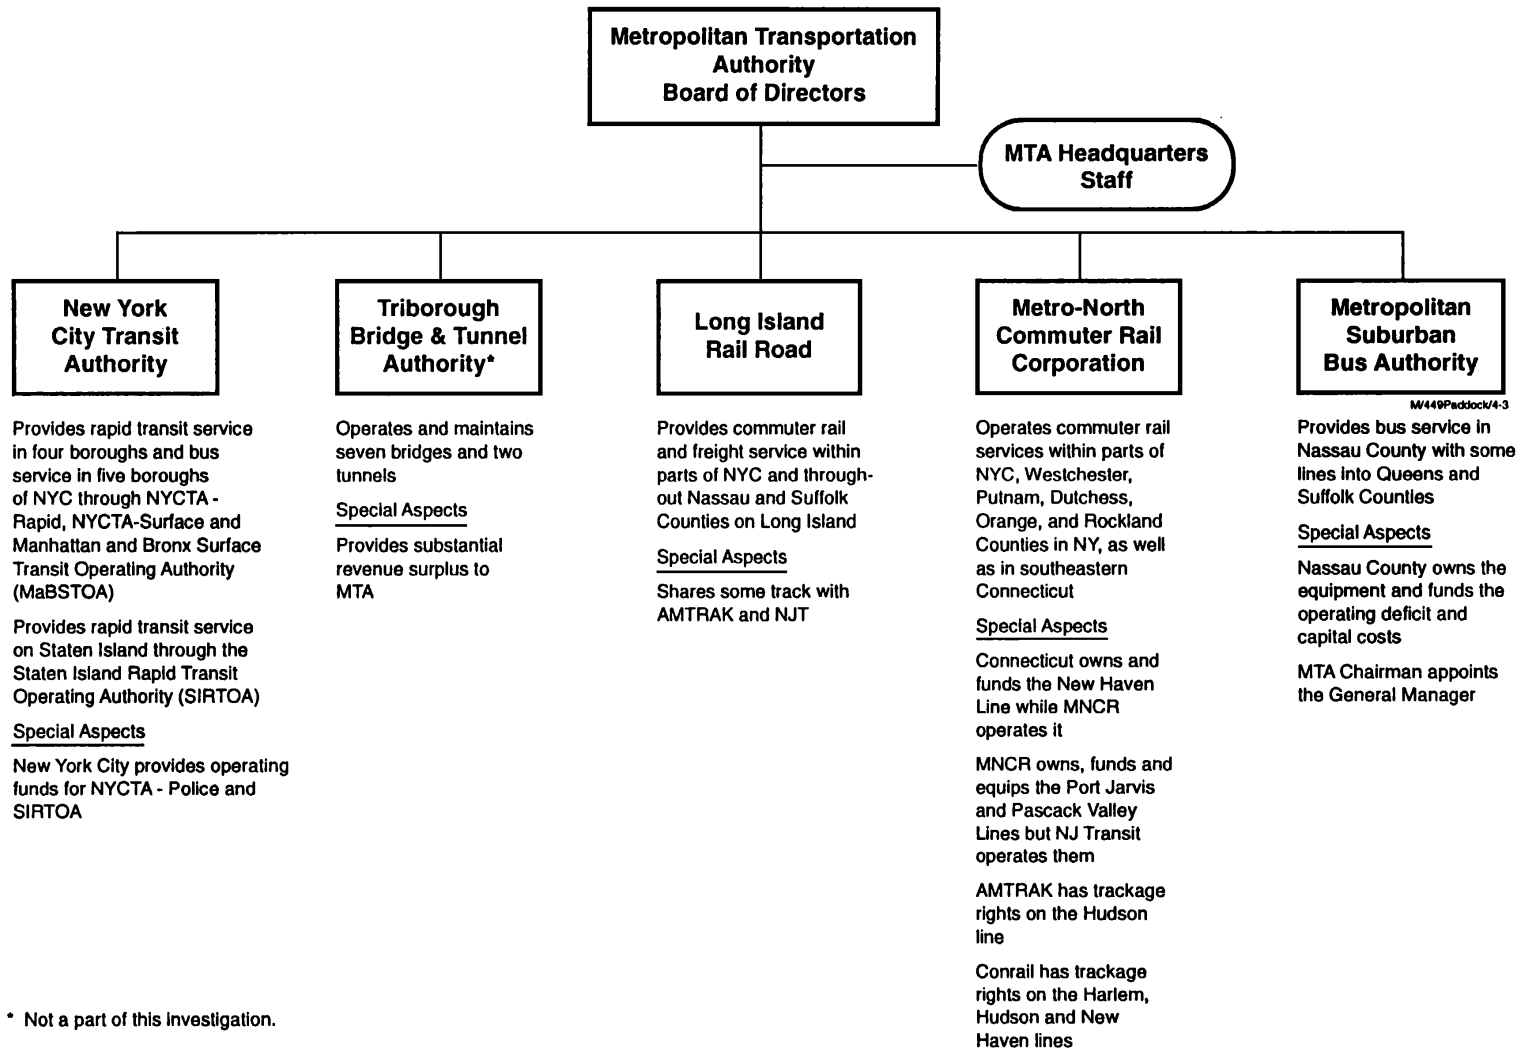 Metropolitan Transportation
Authority
Board of Directors
MTA Headquarters
Staff
New York
City Transit
Authority
Triborough
Bridge & Tunnel
Authority*
Long Island
Rail Road
Metro-North
Commuter Rail
Corporation
Metropolitan
Suburban
Bus Authority
M/449Paddock/4-3
Provides rapid transit service
in four boroughs and bus
service in five boroughs
of NYC through NYCTA -
Rapid, NYCTA-Surface and
Manhattan and Bronx Surface
Transit Operating Authority
(MaBSTOA)
Provides rapid transit service
on Staten Island through the
Staten Island Rapid Transit
Operating Authority (SIRTOA)
Special Aspects
New York City provides operating
funds for NYCTA - Police and
SIRTOA
Operates and maintains
seven bridges and two
tunnels
Special Aspects
Provides substantial
revenue surplus to
MTA
Provides commuter rail
and freight service within
parts of NYC and through-
out Nassau and Suffolk
Counties on Long Island
Special Aspects
Shares some track with
AMTRAK and NJT
Operates commuter rail
services within parts of
NYC, Westchester,
Putnam, Dutchess,
Orange, and Rockland
Counties in NY, as well
as in southeastern
Connecticut
Special Aspects
Connecticut owns and
funds the New Haven
Line while MNCR
operates it
MNCR owns, funds and
equips the Port Jarvis
and Pascack Valley
Lines but NJ Transit
operates them
AMTRAK has trackage
rights on the Hudson
line
Conrail has trackage
rights on the Harlem,
Hudson and New
Haven lines
Provides bus service in
Nassau County with some
lines into Queens and
Suffolk Counties
Special Aspects
Nassau County owns the
equipment and funds the
operating deficit and
capital costs
MTA Chairman appoints
the General Manager
* Not a part of this investigation.